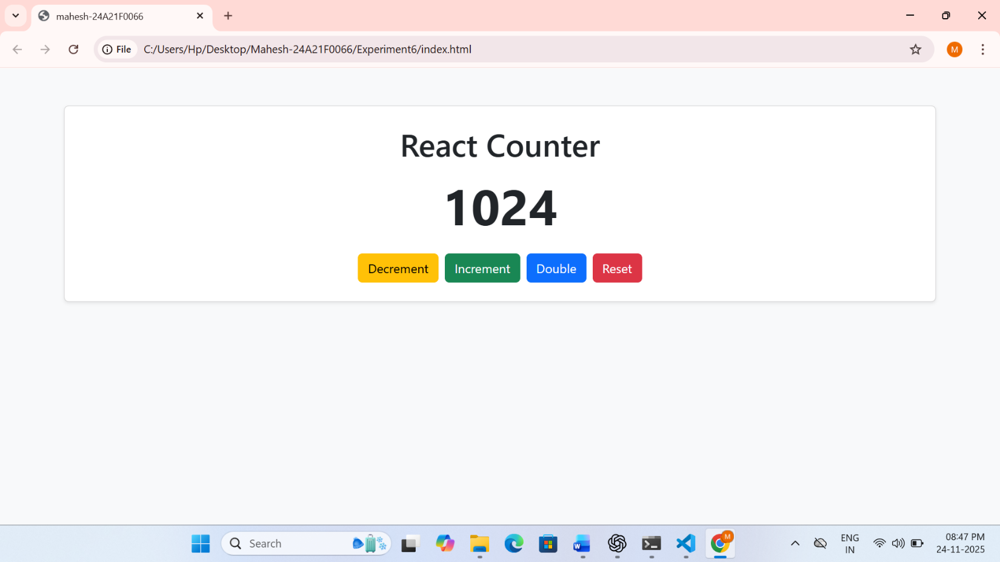 mahesh-24A21F0066
File C:/Users/Hp/Desktop/Mahesh-24A21F0066/Experiment6/index.html
M
React Counter
1024
Decrement Increment Double Reset
Search
W
M
ENG
IN
08:47 PM
24-11-2025